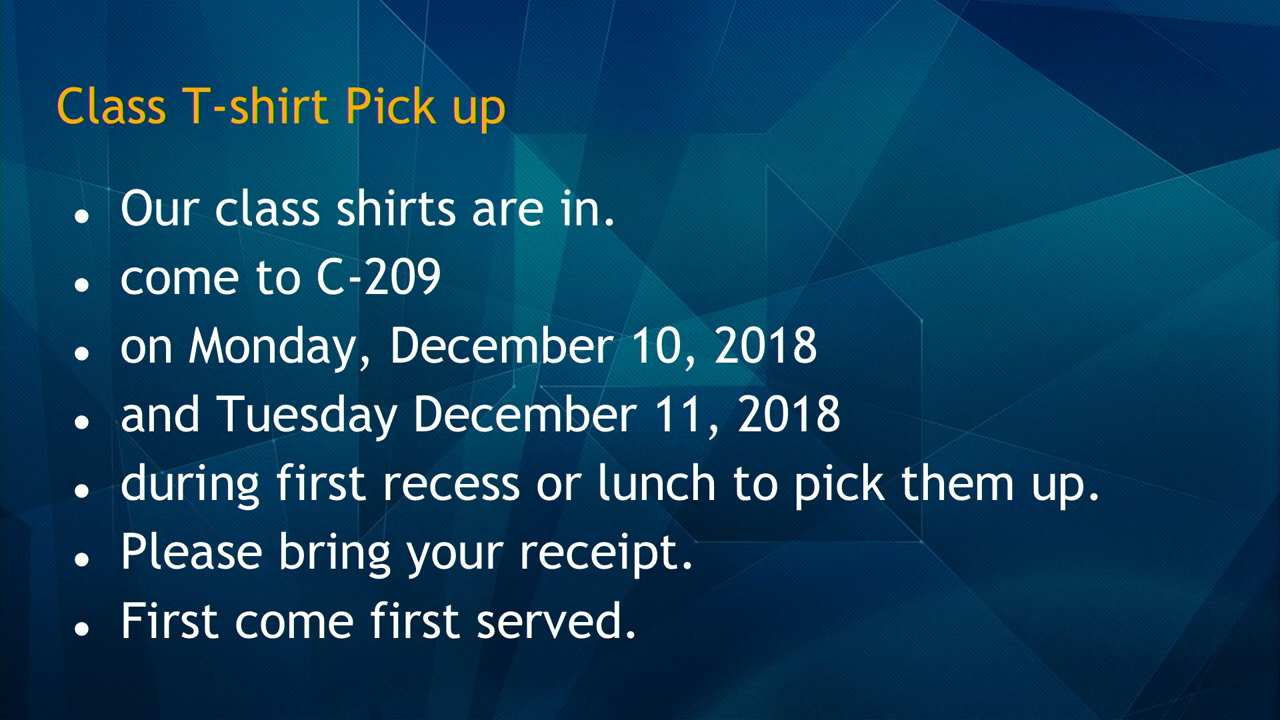 Class T-shirt Pick up
• Our class shirts are in.
• come to C-209
• on Monday, December 10, 2018
• and Tuesday December 11, 2018
• during first recess or lunch to pick them up.
• Please bring your receipt.
• First come first served.